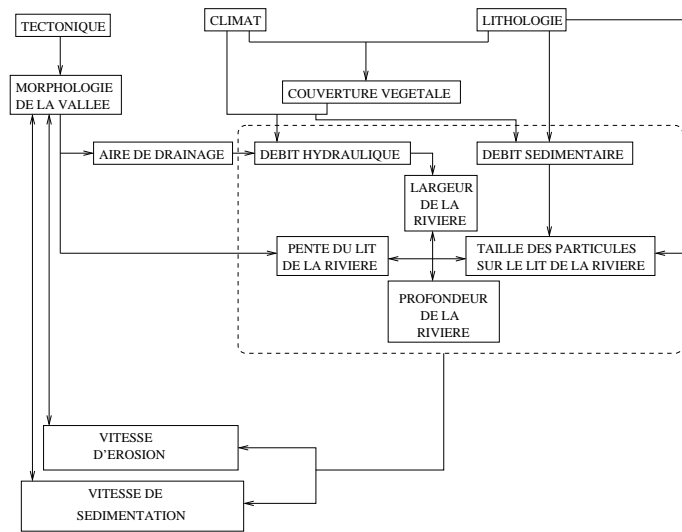 TECTONIQUE
CLIMAT
LITHOLOGIE
MORPHOLOGIE
DE LA VALLEE
COUVERTURE VEGETALE
AIRE DE DRAINAGE
DEBIT HYDRAULIQUE
DEBIT SEDIMENTAIRE
LARGEUR
DE LA
RIVIERE
PENTE DU LIT
DE LA RIVIERE
TAILLE DES PARTICULES
SUR LE LIT DE LA RIVIERE
PROFONDEUR
DE LA
RIVIERE
VITESSE
D'EROSION
VITESSE DE
SEDIMENTATION